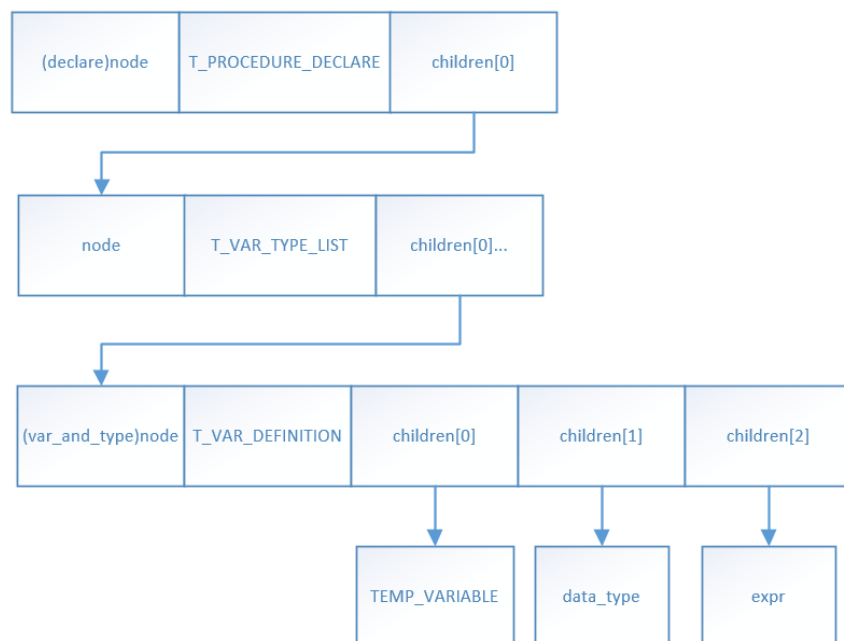 (declare)node T_PROCEDURE_DECLARE children[0]
node T_VAR_TYPE_LIST children[0]...
(var_and_type)node T_VAR_DEFINITION children[0] children[1] children[2]
TEMP_VARIABLE data_type expr